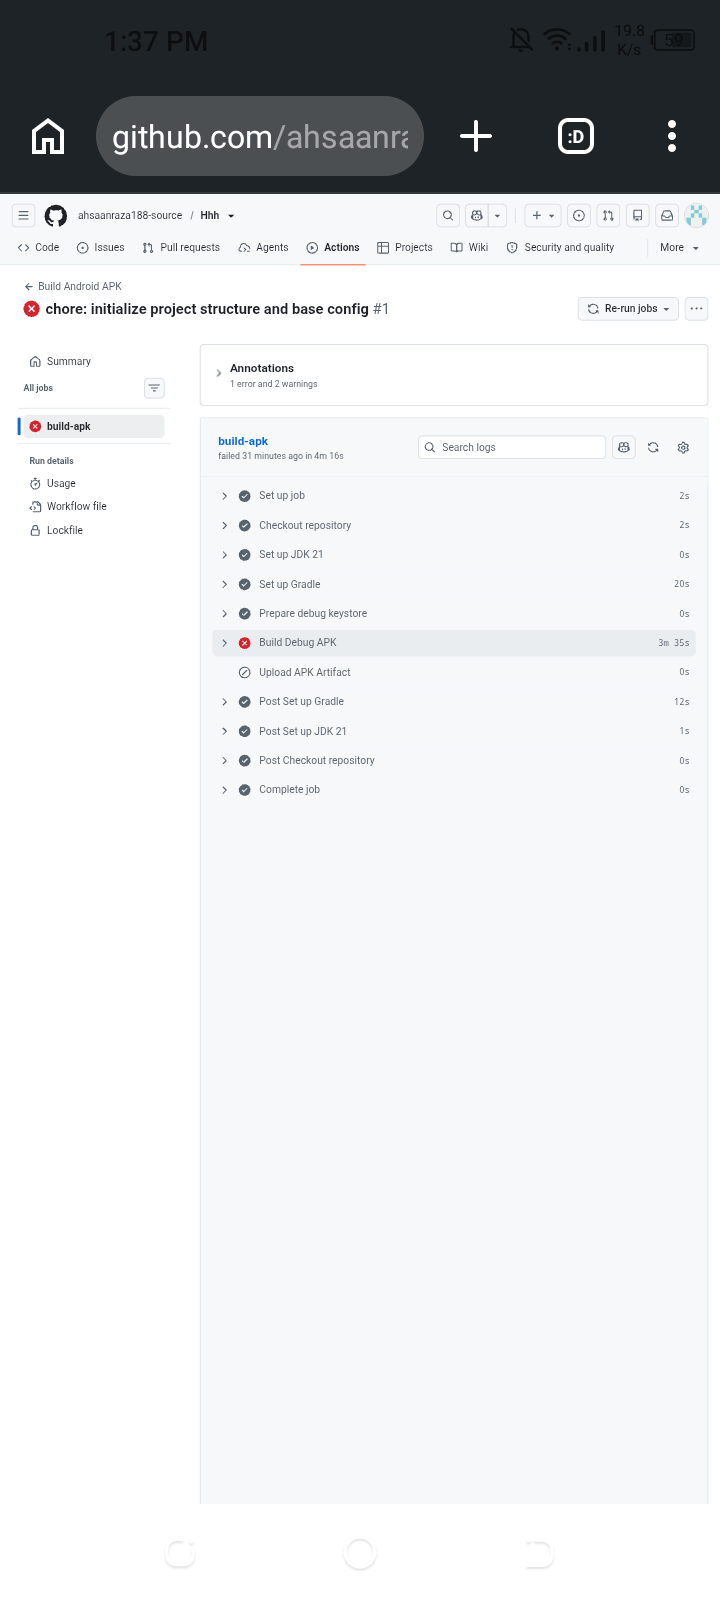 1:37 PM
19.8
K/s
59
github.com/ahsaanra
:D
ahsaanraza188-source / Hhh
Code
Issues
Pull requests
Agents
Actions
Projects
Wiki
Security and quality
More
Build Android APK
chore: initialize project structure and base config #1
Re-run jobs
Summary
All jobs
build-apk
Run details
Usage
Workflow file
Lockfile
Annotations
1 error and 2 warnings
build-apk
failed 31 minutes ago in 4m 16s
Search logs
Set up job 2s
Checkout repository 2s
Set up JDK 21 0s
Set up Gradle 20s
Prepare debug keystore 0s
Build Debug APK 3m 35s
Upload APK Artifact 0s
Post Set up Gradle 12s
Post Set up JDK 21 1s
Post Checkout repository 0s
Complete job 0s